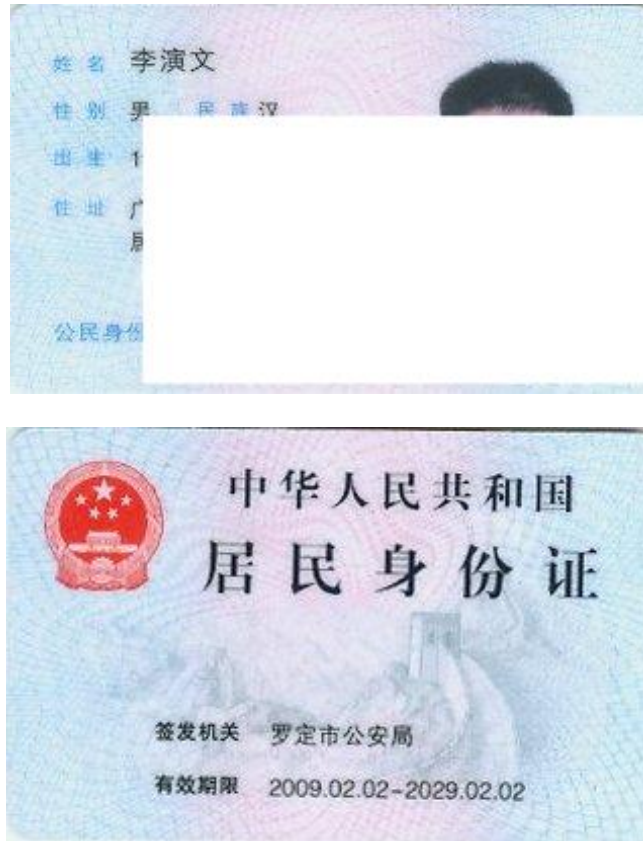 姓名 李演文
性别 男 民族 汉
出生 1
住址 广
居
公民身份
中华人民共和国
居民身份证
签发机关 罗定市公安局
有效期限 2009.02.02-2029.02.02